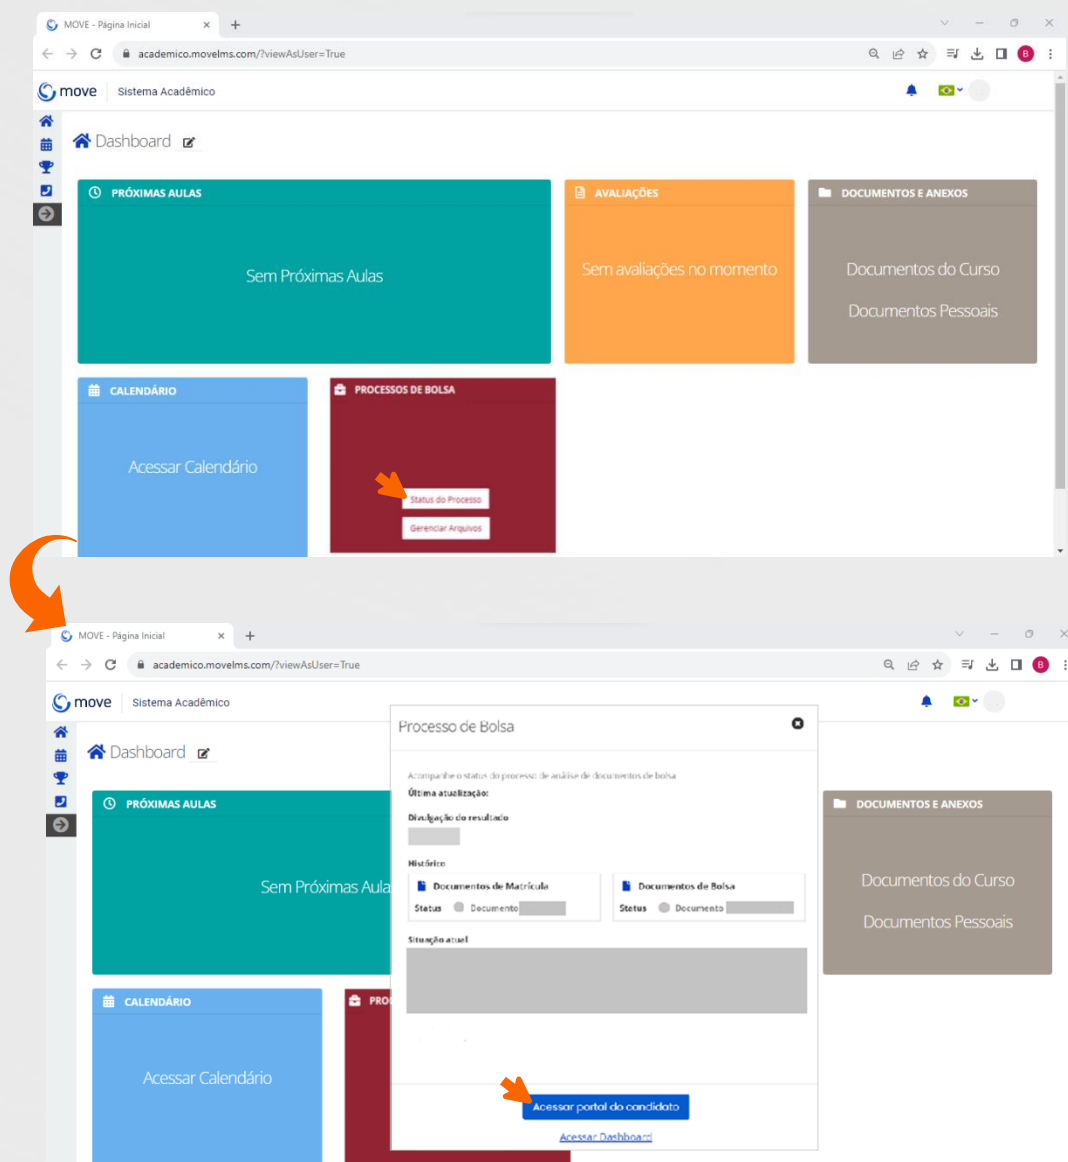 MOVE - Página Inicial
academico.movelms.com/?viewAsUser=True
B
move Sistema Acadêmico
Dashboard
PRÓXIMAS AULAS
Sem Próximas Aulas
AVALIAÇÕES
Sem avaliações no momento
DOCUMENTOS E ANEXOS
Documentos do Curso
Documentos Pessoais
CALENDÁRIO
Acessar Calendário
PROCESSOS DE BOLSA
Status do Processo
Gerenciar Arquivos
MOVE - Página Inicial
academico.movelms.com/?viewAsUser=True
B
move Sistema Acadêmico
Dashboard
PRÓXIMAS AULAS
Sem Próximas Aula
Processo de Bolsa
Acompanhe o status do processo de análise de documentos de bolsa
Última atualização:
Divulgação do resultado
Histórico
Documentos de Matrícula
Status Documento
Documentos de Bolsa
Status Documento
Situação atual
Acessar portal do candidato
Acessar Dashboard
DOCUMENTOS E ANEXOS
Documentos do Curso
Documentos Pessoais
CALENDÁRIO
Acessar Calendário
PRO